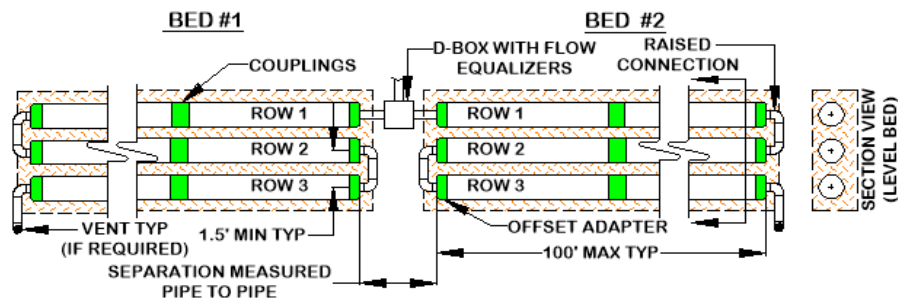 BED #1
BED #2
COUPLINGS
D-BOX WITH FLOW
EQUALIZERS
RAISED
CONNECTION
ROW 1
ROW 2
ROW 3
ROW 1
ROW 2
ROW 3
SECTION VIEW
(LEVEL BED)
VENT TYP
(IF REQUIRED)
1.5' MIN TYP
OFFSET ADAPTER
100' MAX TYP
SEPARATION MEASURED
PIPE TO PIPE